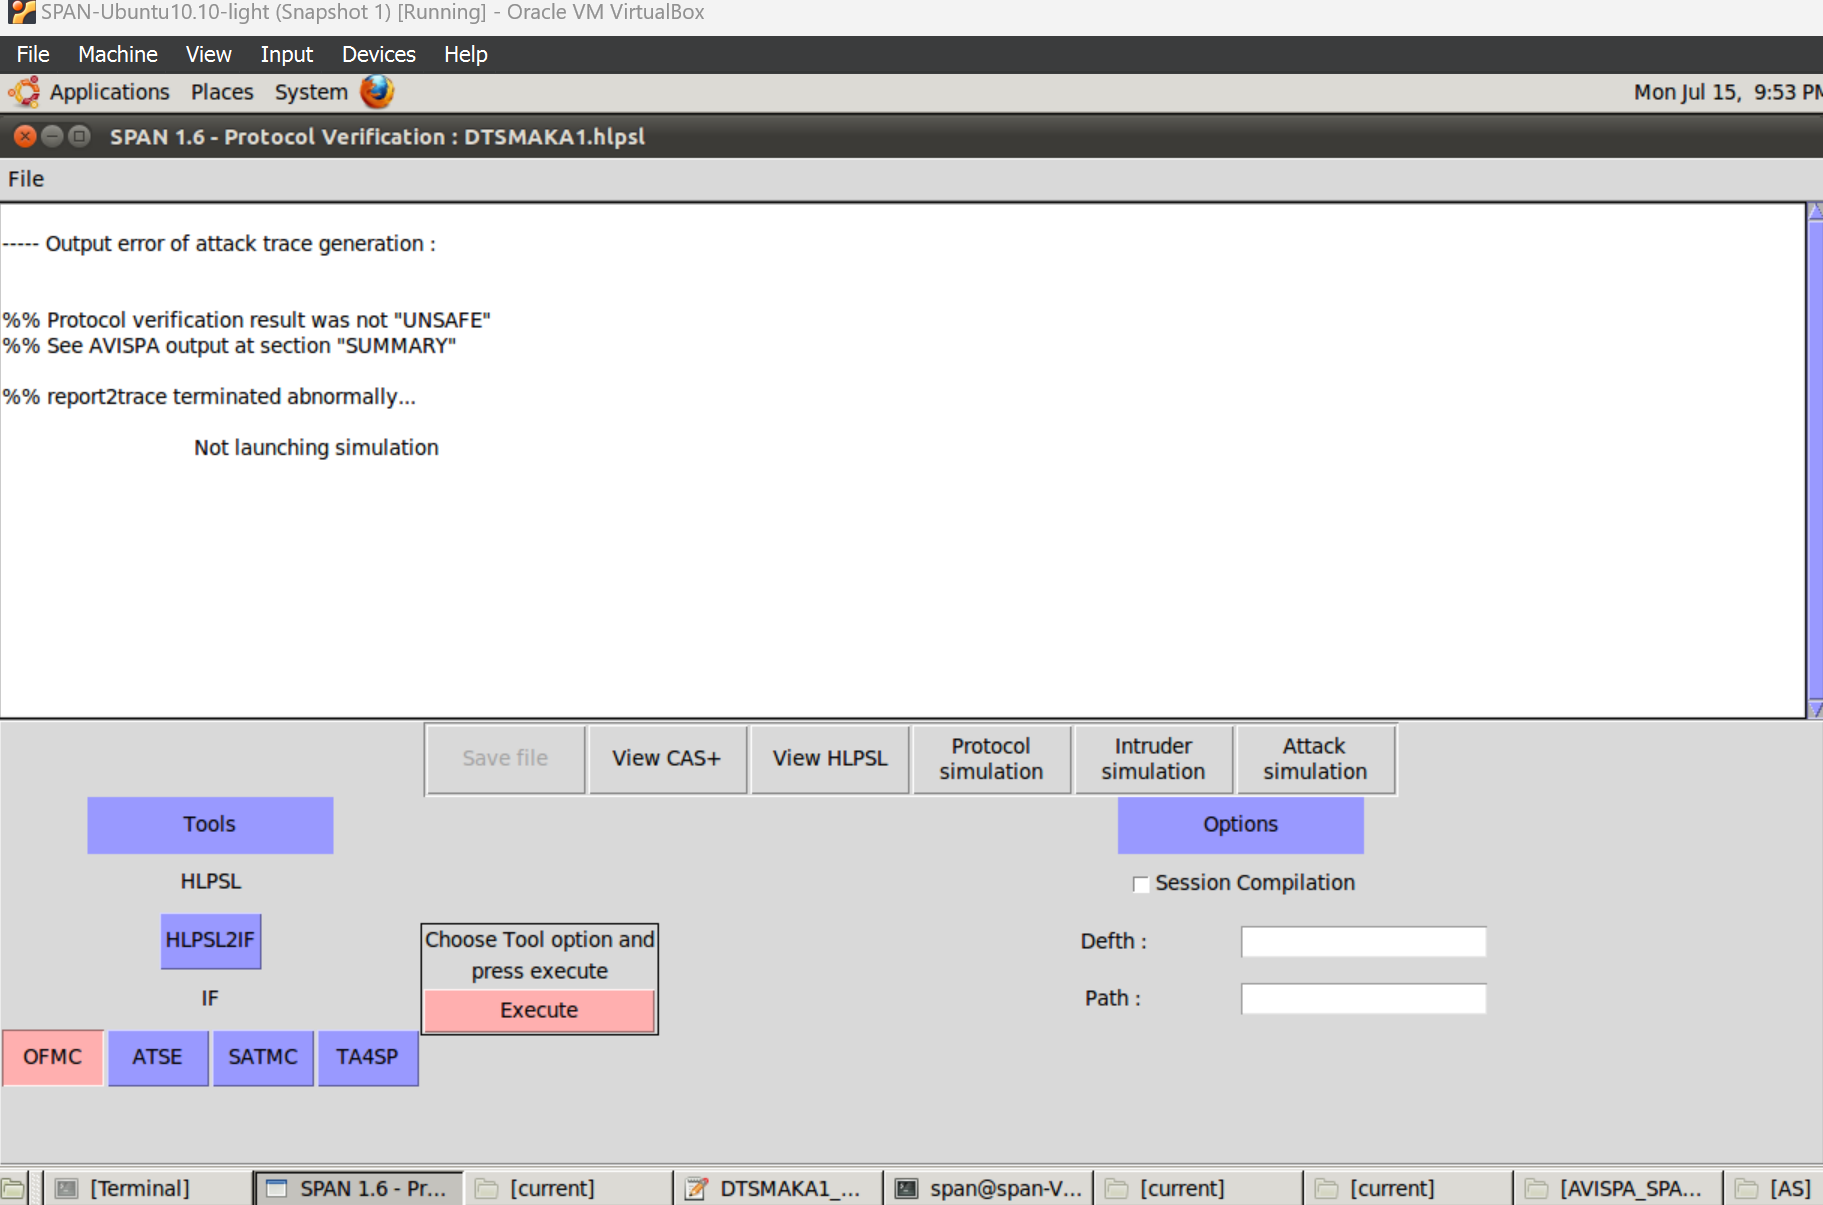 SPAN-Ubuntu10.10-light (Snapshot 1) [Running] - Oracle VM VirtualBox
File Machine View Input Devices Help
Applications Places System Mon Jul 15, 9:53 PM
SPAN 1.6 - Protocol Verification : DTSMAKA1.hlpsl
File
----- Output error of attack trace generation :
%% Protocol verification result was not "UNSAFE"
%% See AVISPA output at section "SUMMARY"
%% report2trace terminated abnormally...
Not launching simulation
Save file View CAS+ View HLPSL Protocol simulation Intruder simulation Attack simulation
Tools
Options
HLPSL
Session Compilation
HLPSL2IF
Choose Tool option and
press execute
Execute
Defth :
IF
Path :
OFMC ATSE SATMC TA4SP
[Terminal] SPAN 1.6 - Pr... [current] DTSMAKA1_... span@span-V... [current] [current] [AVISPA_SPA... [AS]